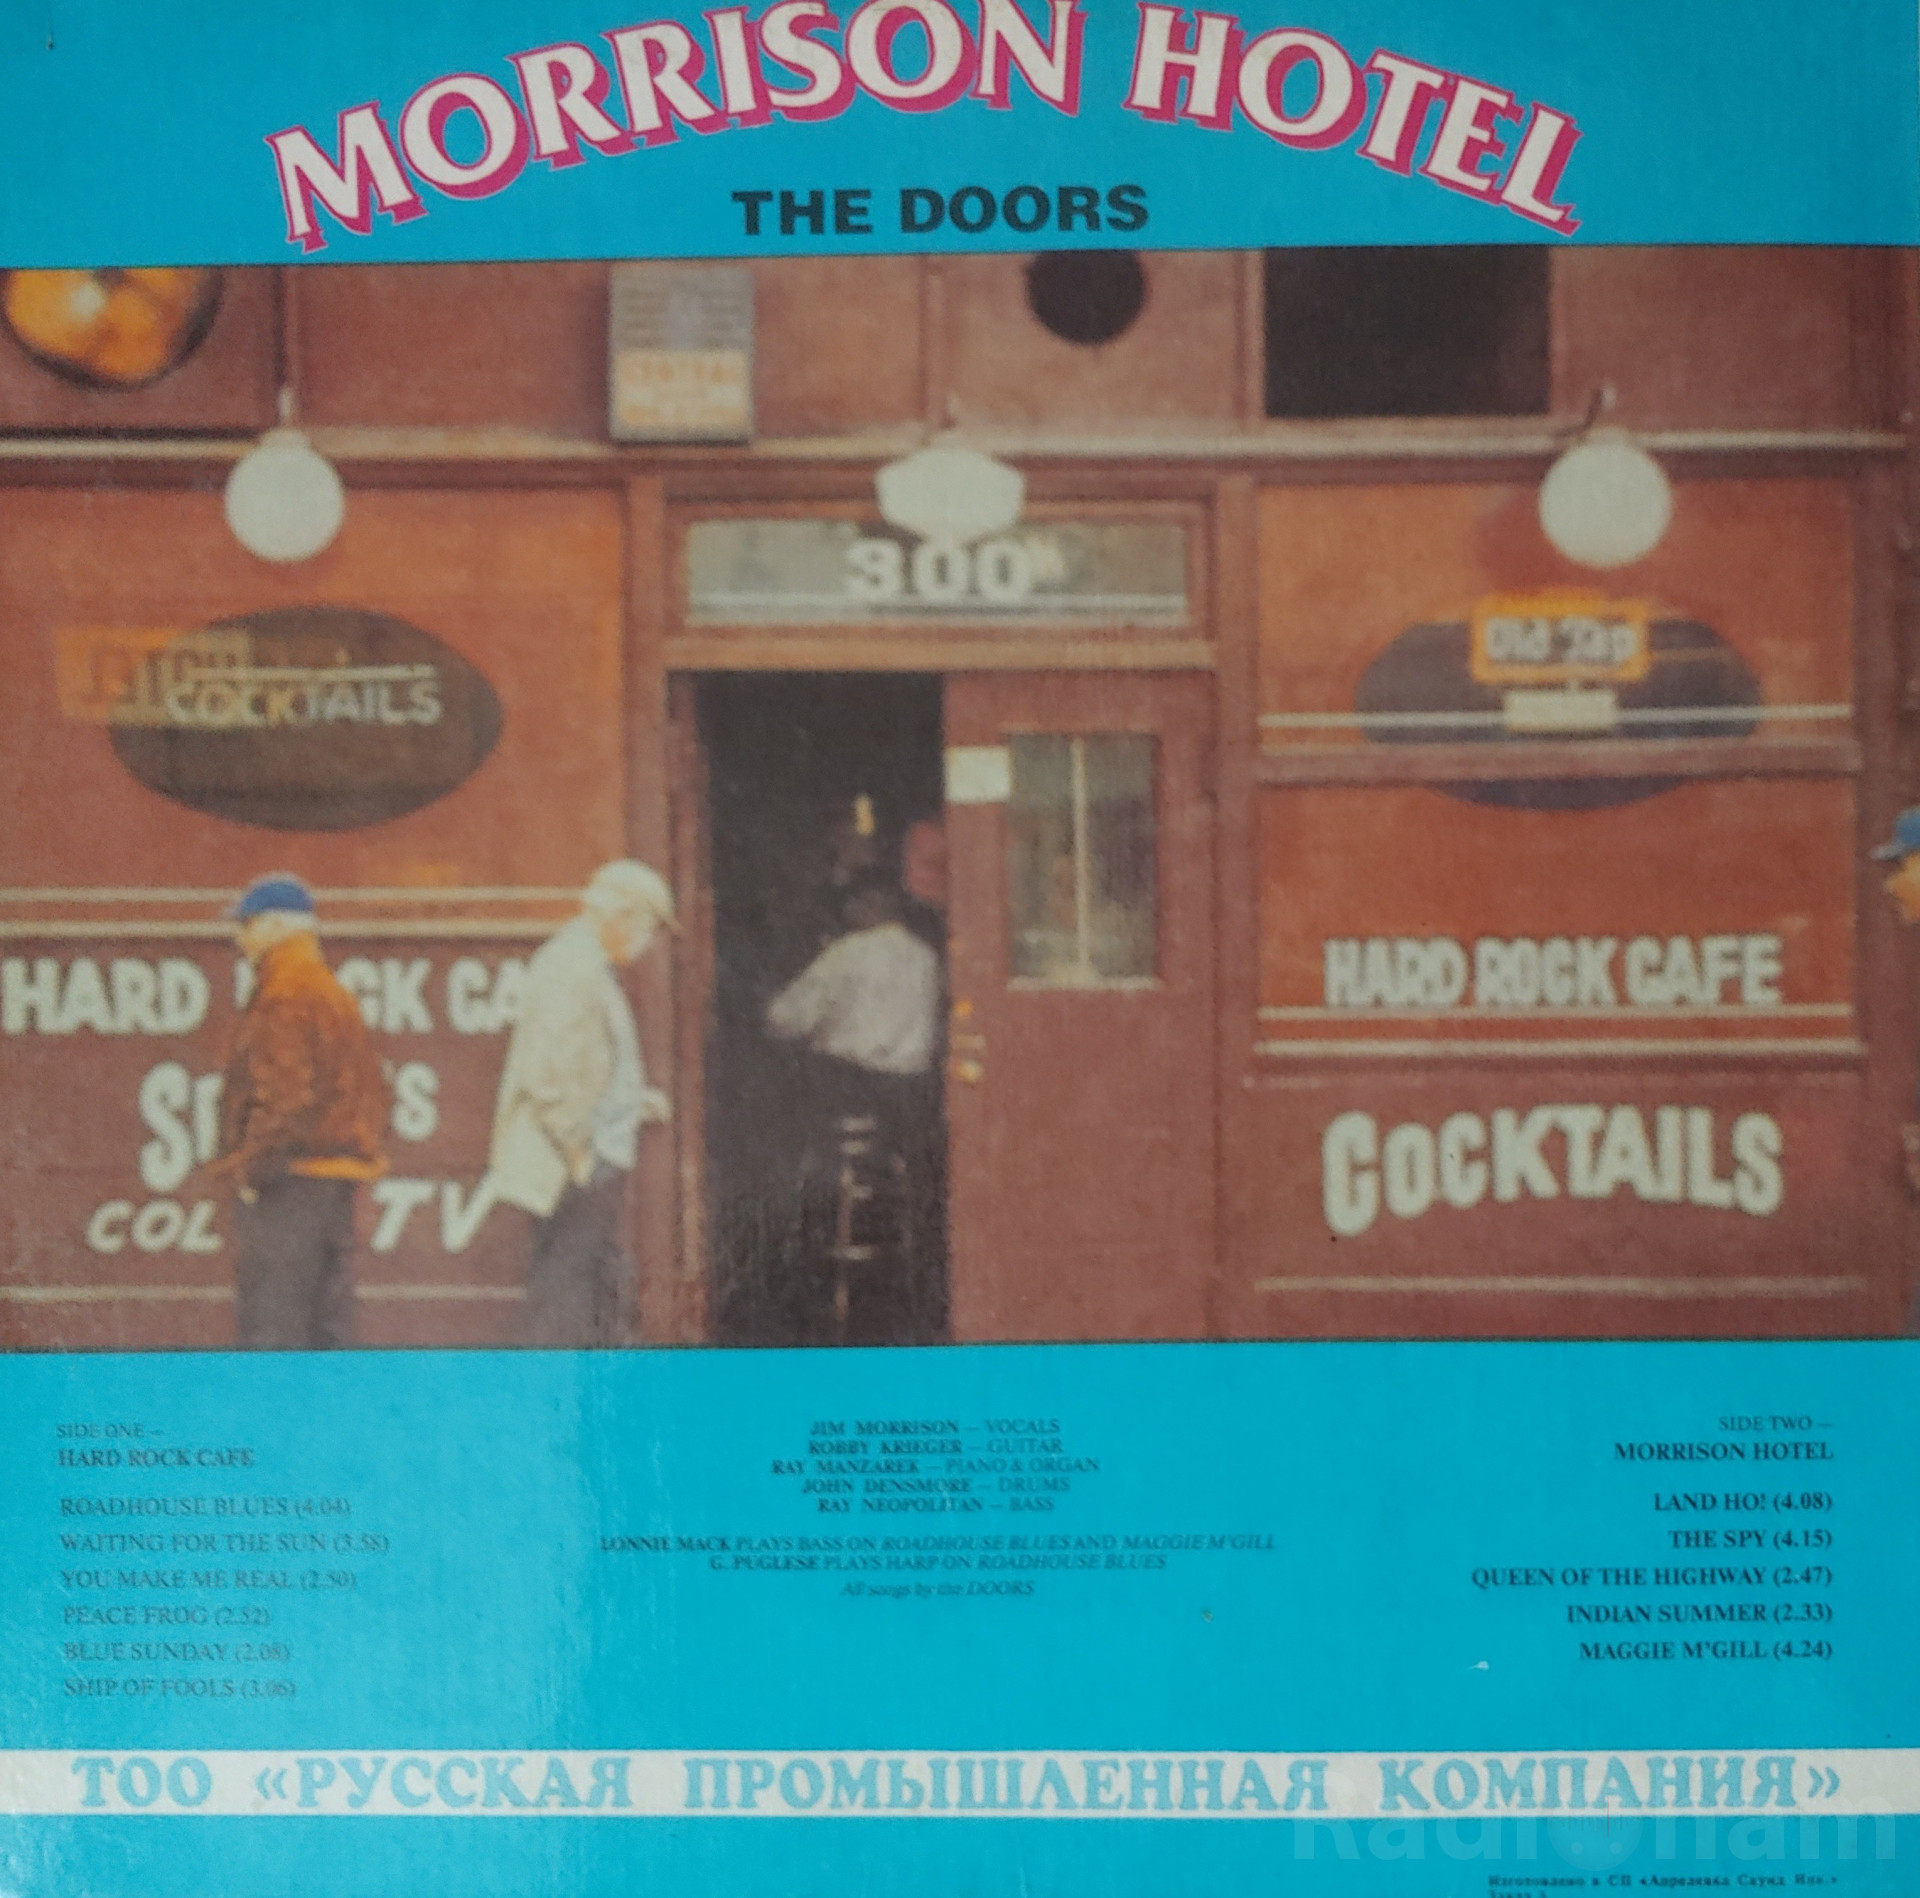 MORRISON HOTEL
THE DOORS
300
COCKTAILS
Old Tap
HARD ROCK CAFE
COCKTAILS
HARD CK CA
S 'S
COL TV
SIDE ONE –
HARD ROCK CAFE
ROADHOUSE BLUES (4.04)
WAITING FOR THE SUN (3.58)
YOU MAKE ME REAL (2.50)
PEACE FROG (2.52)
BLUE SUNDAY (2.08)
SHIP OF FOOLS (3.06)
JIM MORRISON – VOCALS
ROBBY KRIEGER – GUITAR
RAY MANZAREK – PIANO & ORGAN
JOHN DENSMORE – DRUMS
RAY NEOPOLITAN – BASS
LONNIE MACK PLAYS BASS ON ROADHOUSE BLUES AND MAGGIE M'GILL
G. PUGLESE PLAYS HARP ON ROADHOUSE BLUES
All songs by the DOORS
SIDE TWO –
MORRISON HOTEL
LAND HO! (4.08)
THE SPY (4.15)
QUEEN OF THE HIGHWAY (2.47)
INDIAN SUMMER (2.33)
MAGGIE M'GILL (4.24)
ТОО «РУССКАЯ ПРОМЫШЛЕННАЯ КОМПАНИЯ»
Изготовлено в СП «Апрелевка Саунд Инк.»